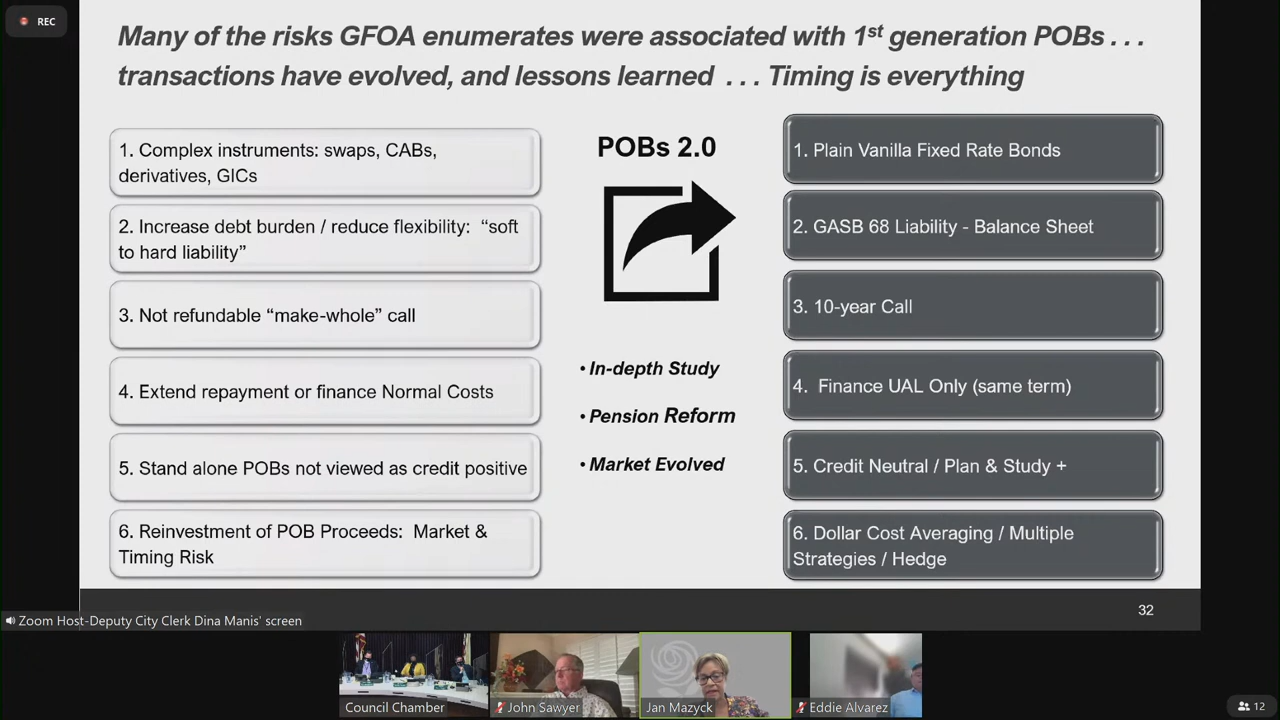 REC
Many of the risks GFOA enumerates were associated with 1st generation POBs . . .
transactions have evolved, and lessons learned . . . Timing is everything
1. Complex instruments: swaps, CABs,
derivatives, GICs
2. Increase debt burden / reduce flexibility: “soft
to hard liability”
3. Not refundable “make-whole” call
4. Extend repayment or finance Normal Costs
5. Stand alone POBs not viewed as credit positive
6. Reinvestment of POB Proceeds: Market &
Timing Risk
POBs 2.0
• In-depth Study
• Pension Reform
• Market Evolved
1. Plain Vanilla Fixed Rate Bonds
2. GASB 68 Liability - Balance Sheet
3. 10-year Call
4. Finance UAL Only (same term)
5. Credit Neutral / Plan & Study +
6. Dollar Cost Averaging / Multiple
Strategies / Hedge
32
Zoom Host-Deputy City Clerk Dina Manis' screen
Council Chamber
John Sawyer
Jan Mazyck
Eddie Alvarez
12